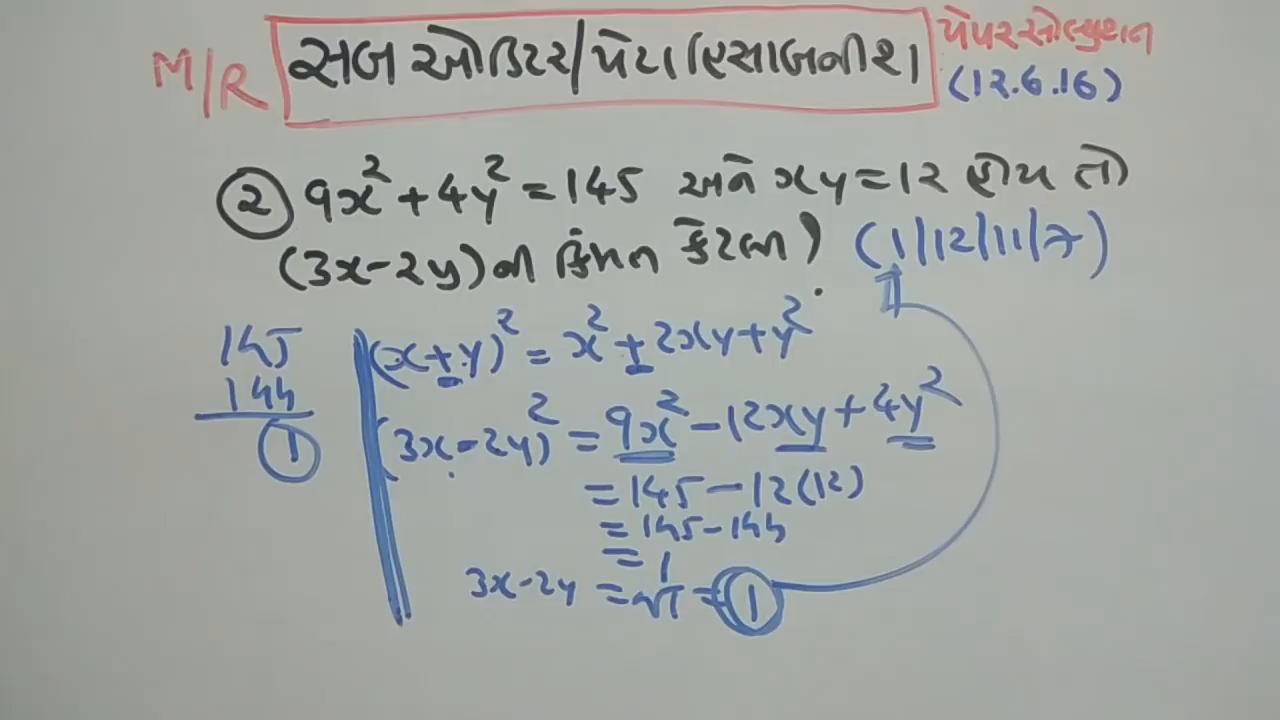 M/R સબ ઓડિટર/પેટા હિસાબનીશ પેપર સોલ્યુશન
(12.6.16)
② 9x² + 4y² = 145 અને xy = 12 હોય તો
(3x-2y) ની કિંમત કેટલી? (1/12/11/7)
145
144
①
(x+y)² = x² + 2xy + y²
(3x-2y)² = 9x² - 12xy + 4y²
= 145 - 12(12)
= 145 - 144
= 1
3x-2y = √1 = ①